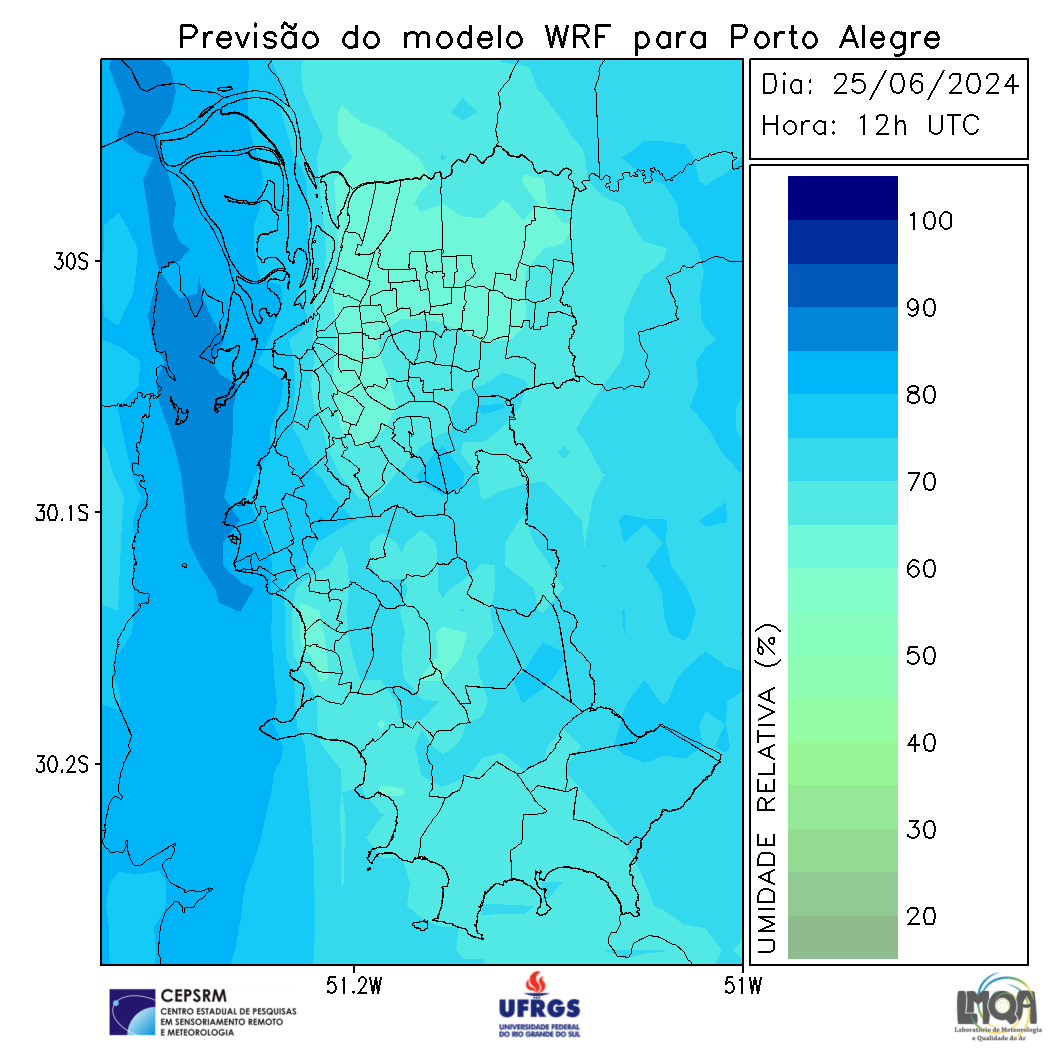 Previsão do modelo WRF para Porto Alegre
Dia: 25/06/2024
Hora: 12h UTC
30S
30.1S
30.2S
51.2W
51W
100
90
80
70
60
50
40
30
20
UMIDADE RELATIVA (%)
CEPSRM
CENTRO ESTADUAL DE PESQUISAS
EM SENSORIAMENTO REMOTO
E METEOROLOGIA
UFRGS
UNIVERSIDADE FEDERAL
DO RIO GRANDE DO SUL
LMQA
Laboratório de Meteorologia
e Qualidade do Ar